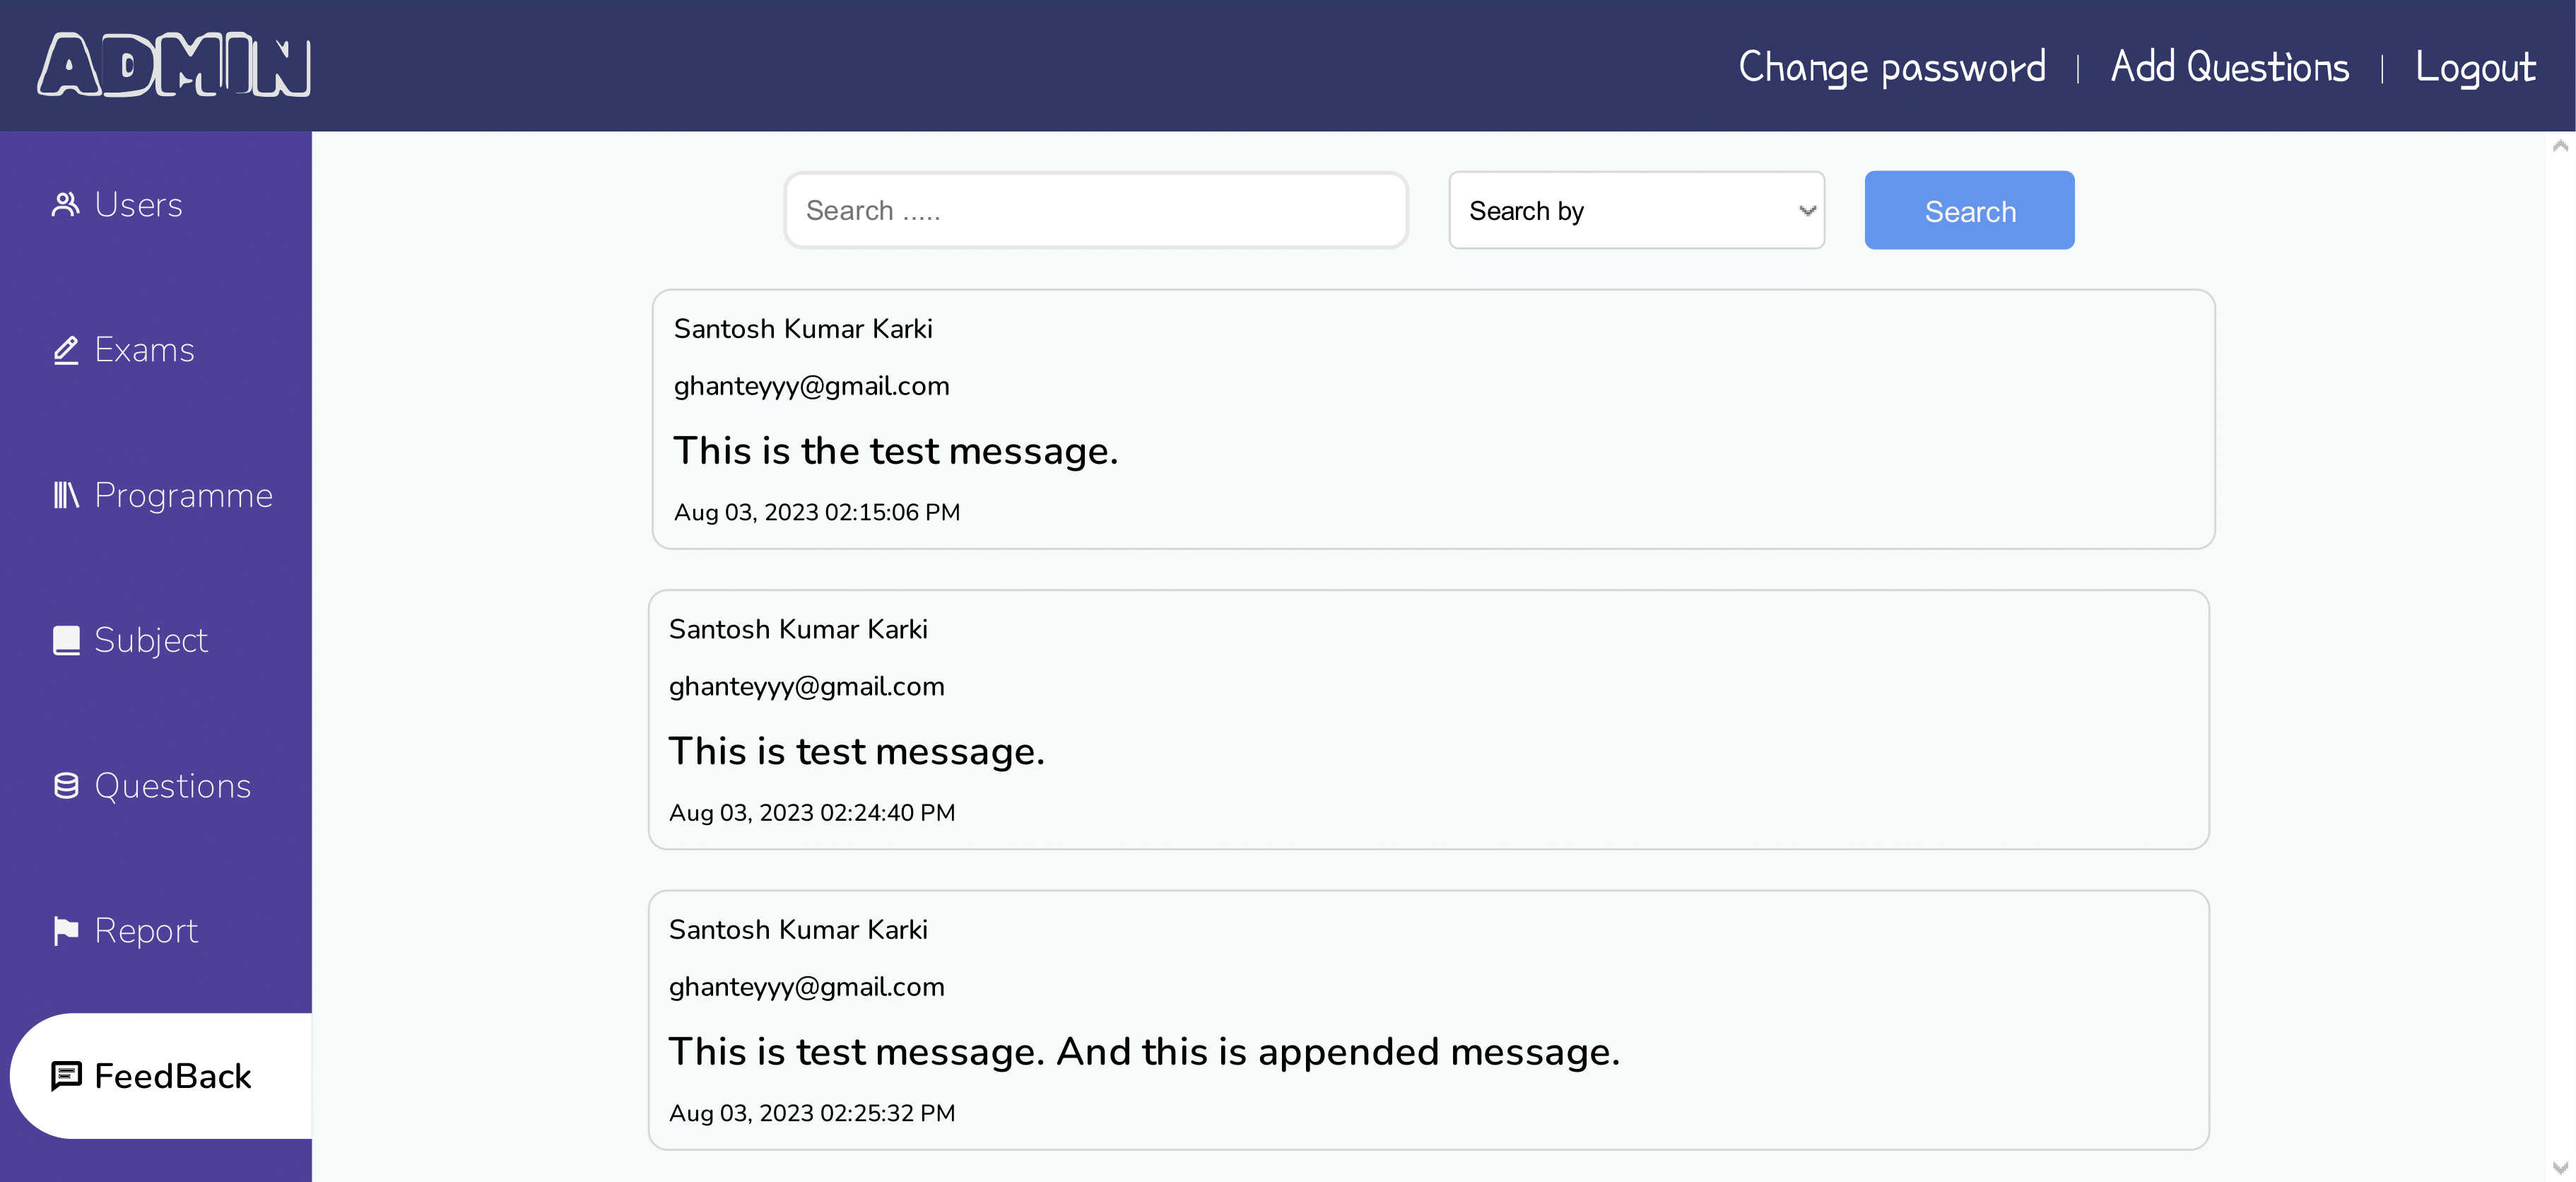 ADMIN
Change password | Add Questions | Logout
Users
Exams
Programme
Subject
Questions
Report
FeedBack
Search .....
Search by
Search
Santosh Kumar Karki
ghanteyyy@gmail.com
This is the test message.
Aug 03, 2023 02:15:06 PM
Santosh Kumar Karki
ghanteyyy@gmail.com
This is test message.
Aug 03, 2023 02:24:40 PM
Santosh Kumar Karki
ghanteyyy@gmail.com
This is test message. And this is appended message.
Aug 03, 2023 02:25:32 PM